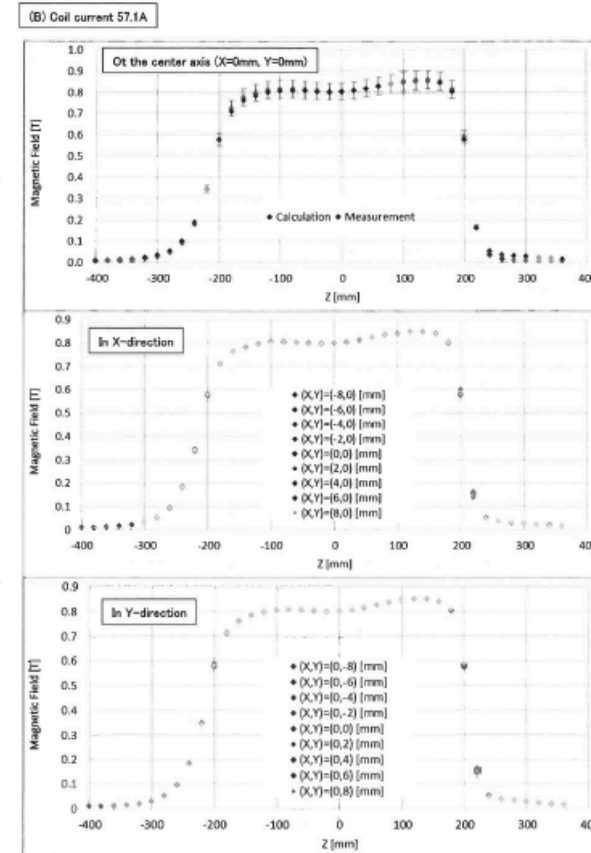 (B) Coil current 57.1A
Ot the center axis (X=0mm, Y=0mm)
1.0
0.9
0.8
0.7
0.6
0.5
0.4
0.3
0.2
0.1
0.0
Magnetic Field [T]
Calculation Measurement
-400 -300 -200 -100 0 100 200 300 400
Z [mm]
In X-direction
0.9
0.8
0.7
0.6
0.5
0.4
0.3
0.2
0.1
0
Magnetic Field [T]
(X,Y)=(-8,0) [mm]
(X,Y)=(-6,0) [mm]
(X,Y)=(-4,0) [mm]
(X,Y)=(-2,0) [mm]
(X,Y)=(0,0) [mm]
(X,Y)=(2,0) [mm]
(X,Y)=(4,0) [mm]
(X,Y)=(6,0) [mm]
(X,Y)=(8,0) [mm]
-400 -300 -200 -100 0 100 200 300
Z [mm]
In Y-direction
0.9
0.8
0.7
0.6
0.5
0.4
0.3
0.2
0.1
0
Magnetic Field [T]
(X,Y)=(0,-8) [mm]
(X,Y)=(0,-6) [mm]
(X,Y)=(0,-4) [mm]
(X,Y)=(0,-2) [mm]
(X,Y)=(0,0) [mm]
(X,Y)=(0,2) [mm]
(X,Y)=(0,4) [mm]
(X,Y)=(0,6) [mm]
(X,Y)=(0,8) [mm]
-400 -300 -200 -100 0 100 200 300
Z [mm]